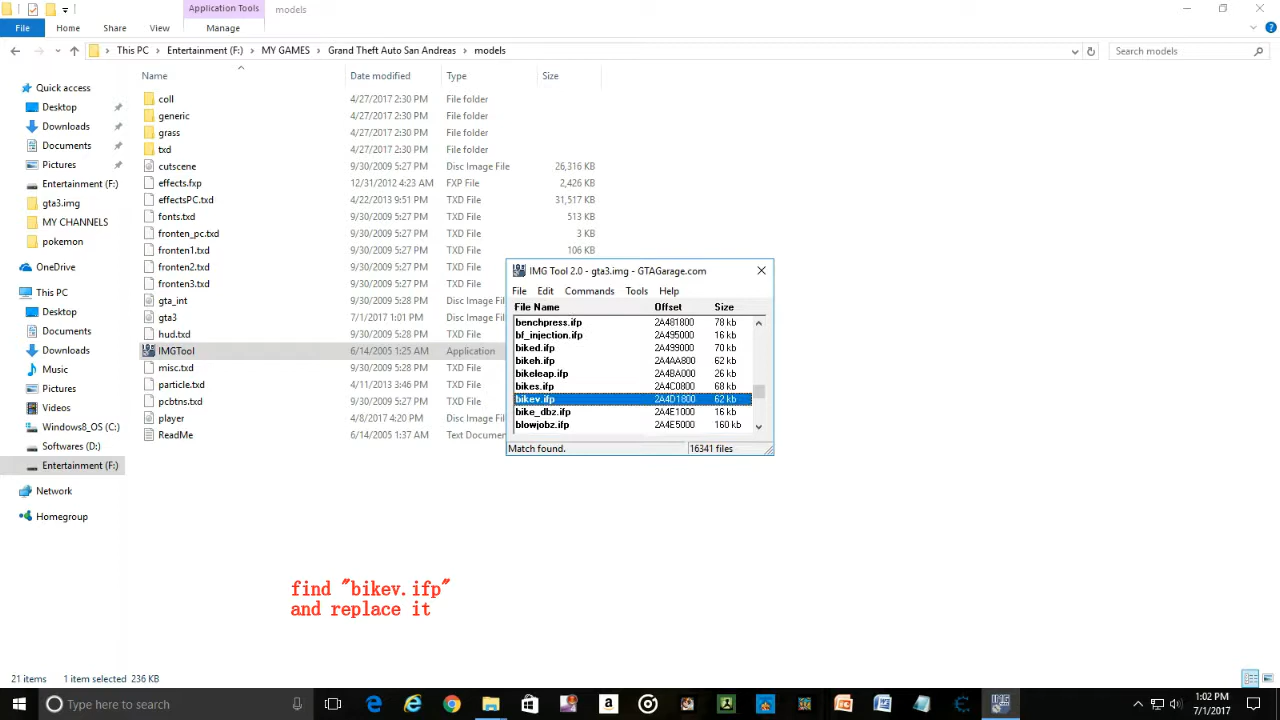 Application Tools
models
File
Home
Share
View
Manage
This PC
Entertainment (F:)
MY GAMES
Grand Theft Auto San Andreas
models
Search models
Name
Date modified
Type
Size
Quick access
Desktop
Downloads
Documents
Pictures
Entertainment (F:)
gta3.img
MY CHANNELS
pokemon
OneDrive
This PC
Desktop
Documents
Downloads
Music
Pictures
Videos
Windows8_OS (C:)
Softwares (D:)
Entertainment (F:)
Network
Homegroup
coll 4/27/2017 2:30 PM File folder
generic 4/27/2017 2:30 PM File folder
grass 4/27/2017 2:30 PM File folder
txd 4/27/2017 2:30 PM File folder
cutscene 9/30/2009 5:27 PM Disc Image File 26,316 KB
effects.fxp 12/31/2012 4:23 AM FXP File 2,426 KB
effectsPC.txd 4/22/2013 9:51 PM TXD File 31,517 KB
fonts.txd 9/30/2009 5:27 PM TXD File 513 KB
fronten_pc.txd 9/30/2009 5:27 PM TXD File 3 KB
fronten1.txd 9/30/2009 5:27 PM TXD File 106 KB
fronten2.txd 9/30/2009 5:27 PM TXD File
fronten3.txd 9/30/2009 5:27 PM TXD File
gta_int 9/30/2009 5:28 PM Disc Image File
gta3 7/1/2017 1:01 PM Disc Image File
hud.txd 9/30/2009 5:28 PM TXD File
IMGTool 6/14/2005 1:25 AM Application
misc.txd 9/30/2009 5:28 PM TXD File
particle.txd 4/11/2013 3:46 PM TXD File
pcbtns.txd 9/30/2009 5:27 PM TXD File
player 4/8/2017 4:20 PM Disc Image File
ReadMe 6/14/2005 1:37 AM Text Documen
IMG Tool 2.0 - gta3.img - GTAGarage.com
File Edit Commands Tools Help
File Name Offset Size
benchpress.ifp 2A481800 78 kb
bf_injection.ifp 2A495000 16 kb
biked.ifp 2A499000 70 kb
bikeh.ifp 2A4AA800 62 kb
bikeleap.ifp 2A4BA000 26 kb
bikes.ifp 2A4C0800 68 kb
bikev.ifp 2A4D1800 62 kb
bike_dbz.ifp 2A4E1000 16 kb
blowjobz.ifp 2A4E5000 160 kb
Match found. 16341 files
find "bikev.ifp"
and replace it
21 items 1 item selected 236 KB
Type here to search
1:02 PM
7/1/2017